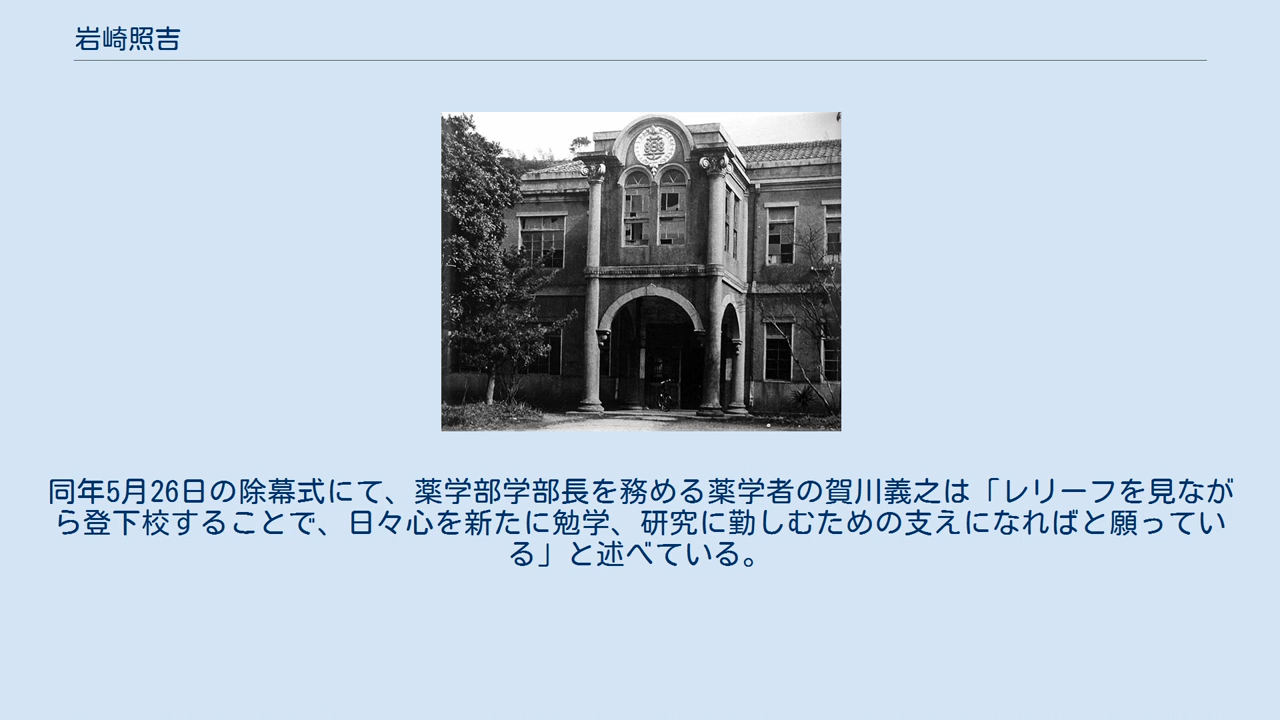 岩崎照吉
同年5月26日の除幕式にて、薬学部学部長を務める薬学者の賀川義之は「レリーフを見なが
ら登下校することで、日々心を新たに勉学、研究に勤しむための支えになればと願ってい
る」と述べている。